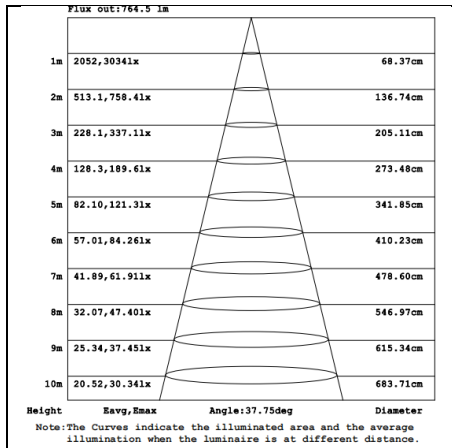 Flux out:764.5 lm
1m 2052,3034lx 68.37cm
2m 513.1,758.4lx 136.74cm
3m 228.1,337.1lx 205.11cm
4m 128.3,189.6lx 273.48cm
5m 82.10,121.3lx 341.85cm
6m 57.01,84.26lx 410.23cm
7m 41.89,61.91lx 478.60cm
8m 32.07,47.40lx 546.97cm
9m 25.34,37.45lx 615.34cm
10m 20.52,30.34lx 683.71cm
Height Eavg,Emax Angle:37.75deg Diameter
Note:The Curves indicate the illuminated area and the average
illumination when the luminaire is at different distance.